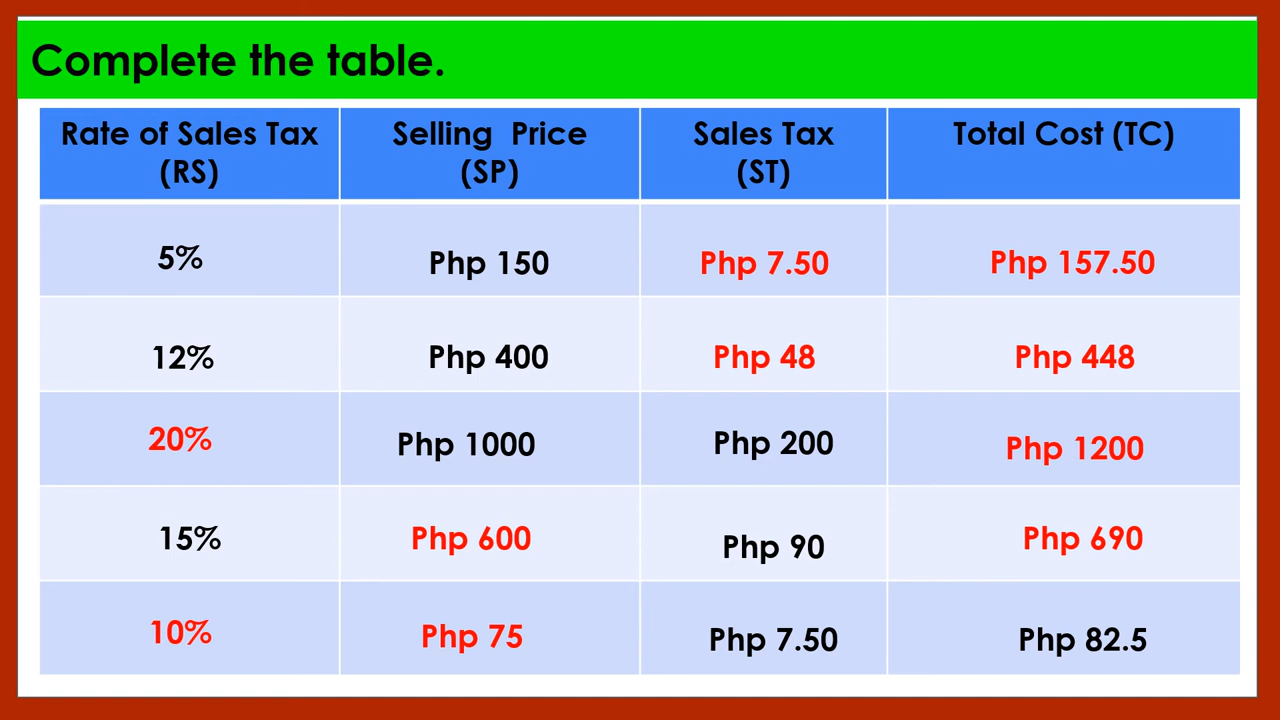 Complete the table.
Rate of Sales Tax (RS) Selling Price (SP) Sales Tax (ST) Total Cost (TC)
5% Php 150 Php 7.50 Php 157.50
12% Php 400 Php 48 Php 448
20% Php 1000 Php 200 Php 1200
15% Php 600 Php 90 Php 690
10% Php 75 Php 7.50 Php 82.5